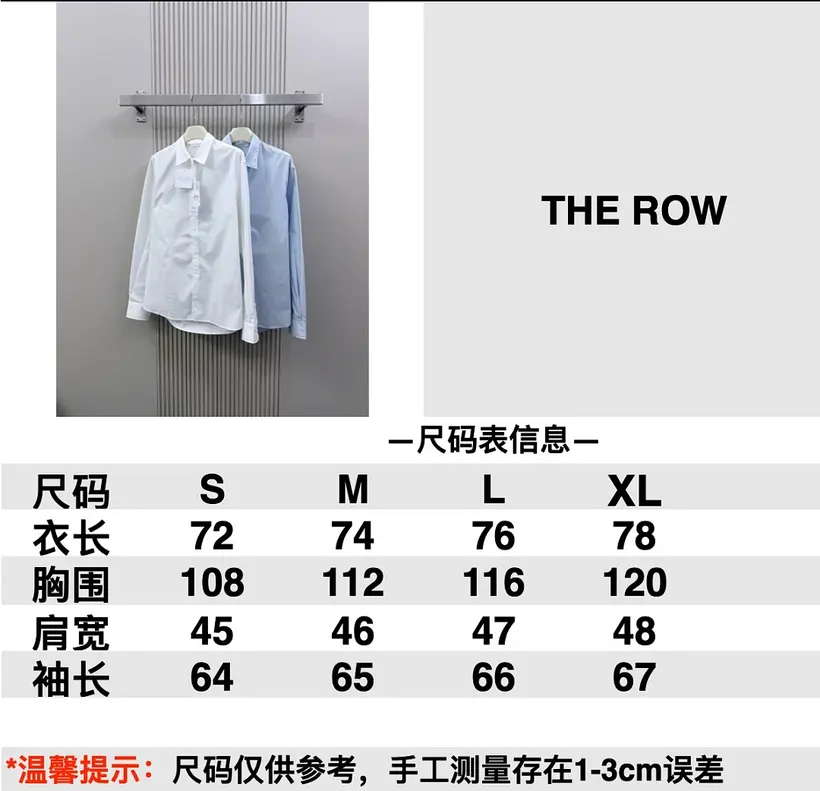 THE ROW
—尺码表信息—
尺码 S M L XL
衣长 72 74 76 78
胸围 108 112 116 120
肩宽 45 46 47 48
袖长 64 65 66 67
*温馨提示：尺码仅供参考，手工测量存在1-3cm误差